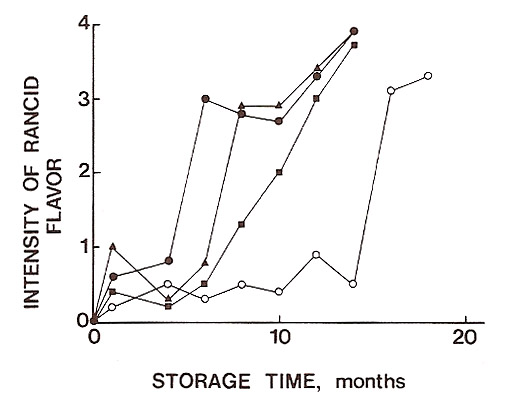 4
3
2
1
0
INTENSITY OF RANCID
FLAVOR
0
10
20
STORAGE TIME, months